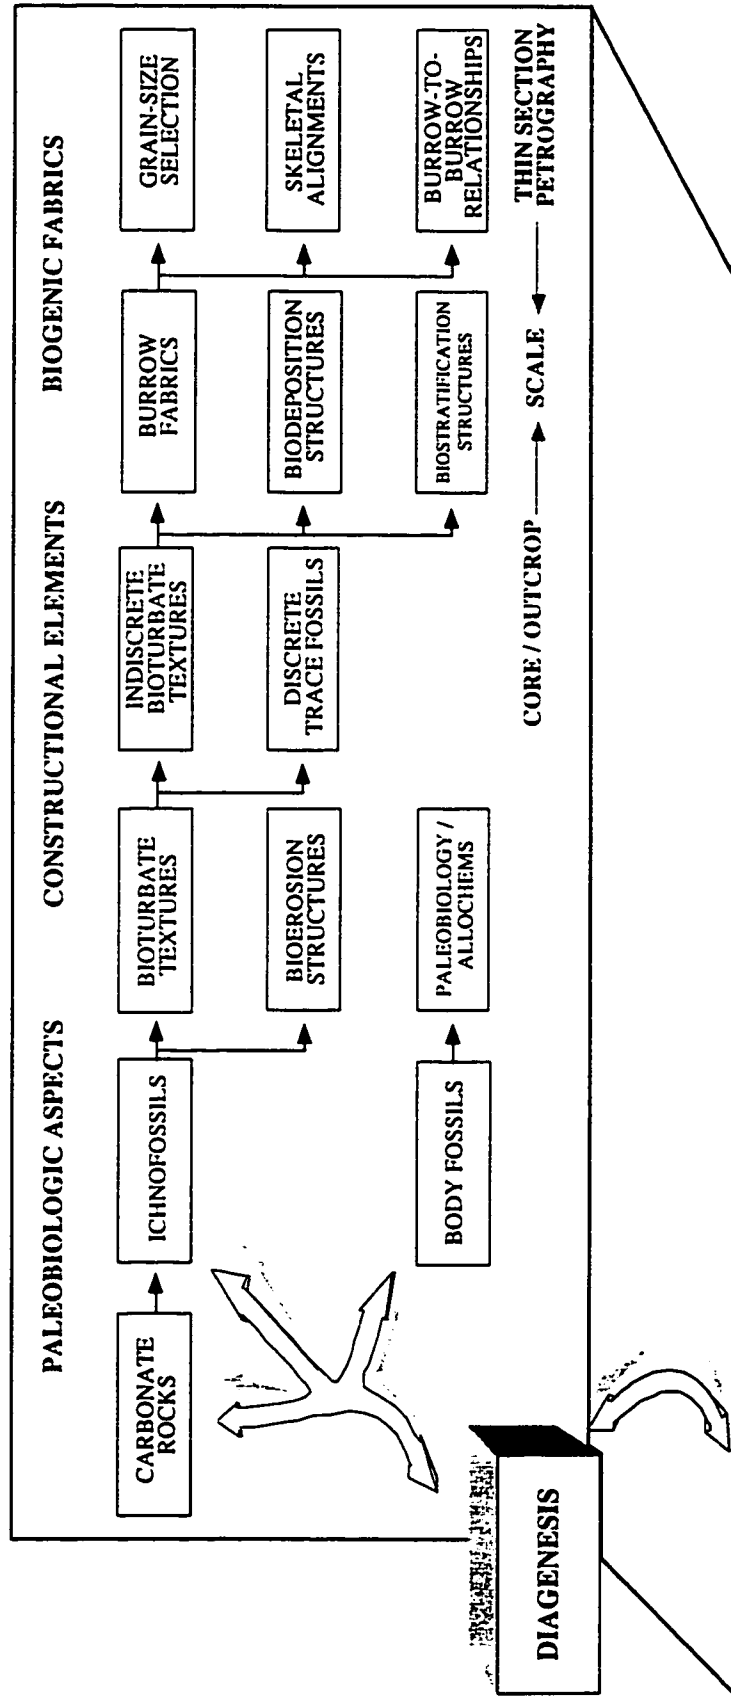 PALEOBIOLOGIC ASPECTS
CONSTRUCTIONAL ELEMENTS
BIOGENIC FABRICS
CARBONATE
ROCKS
ICHNOFOSSILS
BIOTURBATE
TEXTURES
INDISCRETE
BIOTURBATE
TEXTURES
BURROW
FABRICS
GRAIN-SIZE
SELECTION
BIOEROSION
STRUCTURES
DISCRETE
TRACE FOSSILS
BIODEPOSITION
STRUCTURES
SKELETAL
ALIGNMENTS
BODY FOSSILS
PALEOBIOLOGY /
ALLOCHEMS
BIOSTRATIFICATION
STRUCTURES
BURROW-TO-
BURROW
RELATIONSHIPS
CORE / OUTCROP
SCALE
THIN SECTION
PETROGRAPHY
DIAGENESIS